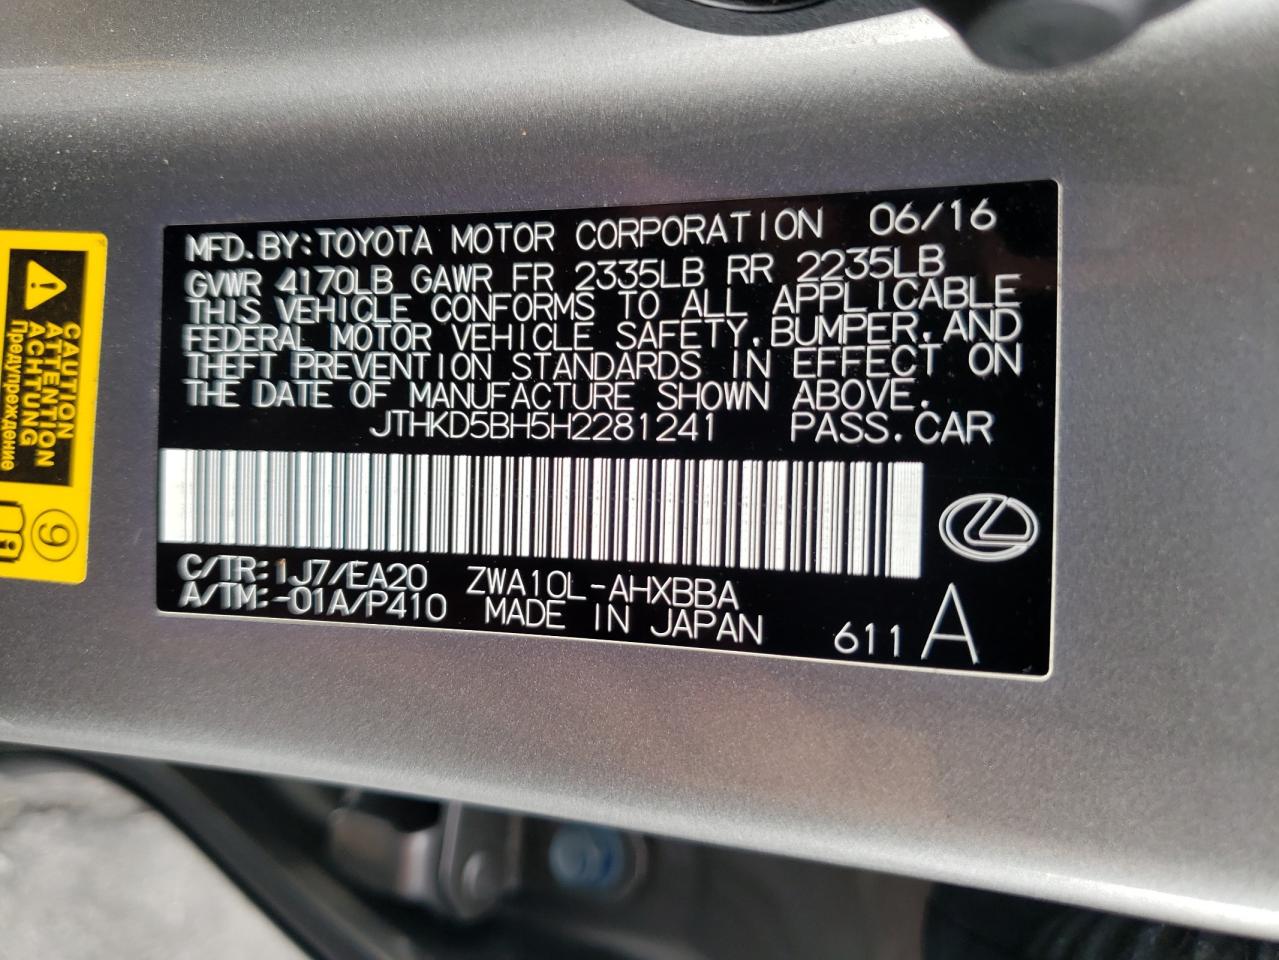 MFD.BY:TOYOTA MOTOR CORPORATION 06/16
GVWR 4170LB GAWR FR 2335LB RR 2235LB
THIS VEHICLE CONFORMS TO ALL APPLICABLE
FEDERAL MOTOR VEHICLE SAFETY,BUMPER,AND
THEFT PREVENTION STANDARDS IN EFFECT ON
THE DATE OF MANUFACTURE SHOWN ABOVE.
JTHKD5BH5H2281241 PASS.CAR
C/TR:1J7/EA20 ZWA10L-AHXBBA
A/TM:-01A/P410 MADE IN JAPAN 611 A
CAUTION
ATTENTION
ACHTUNG
Предупреждение
9